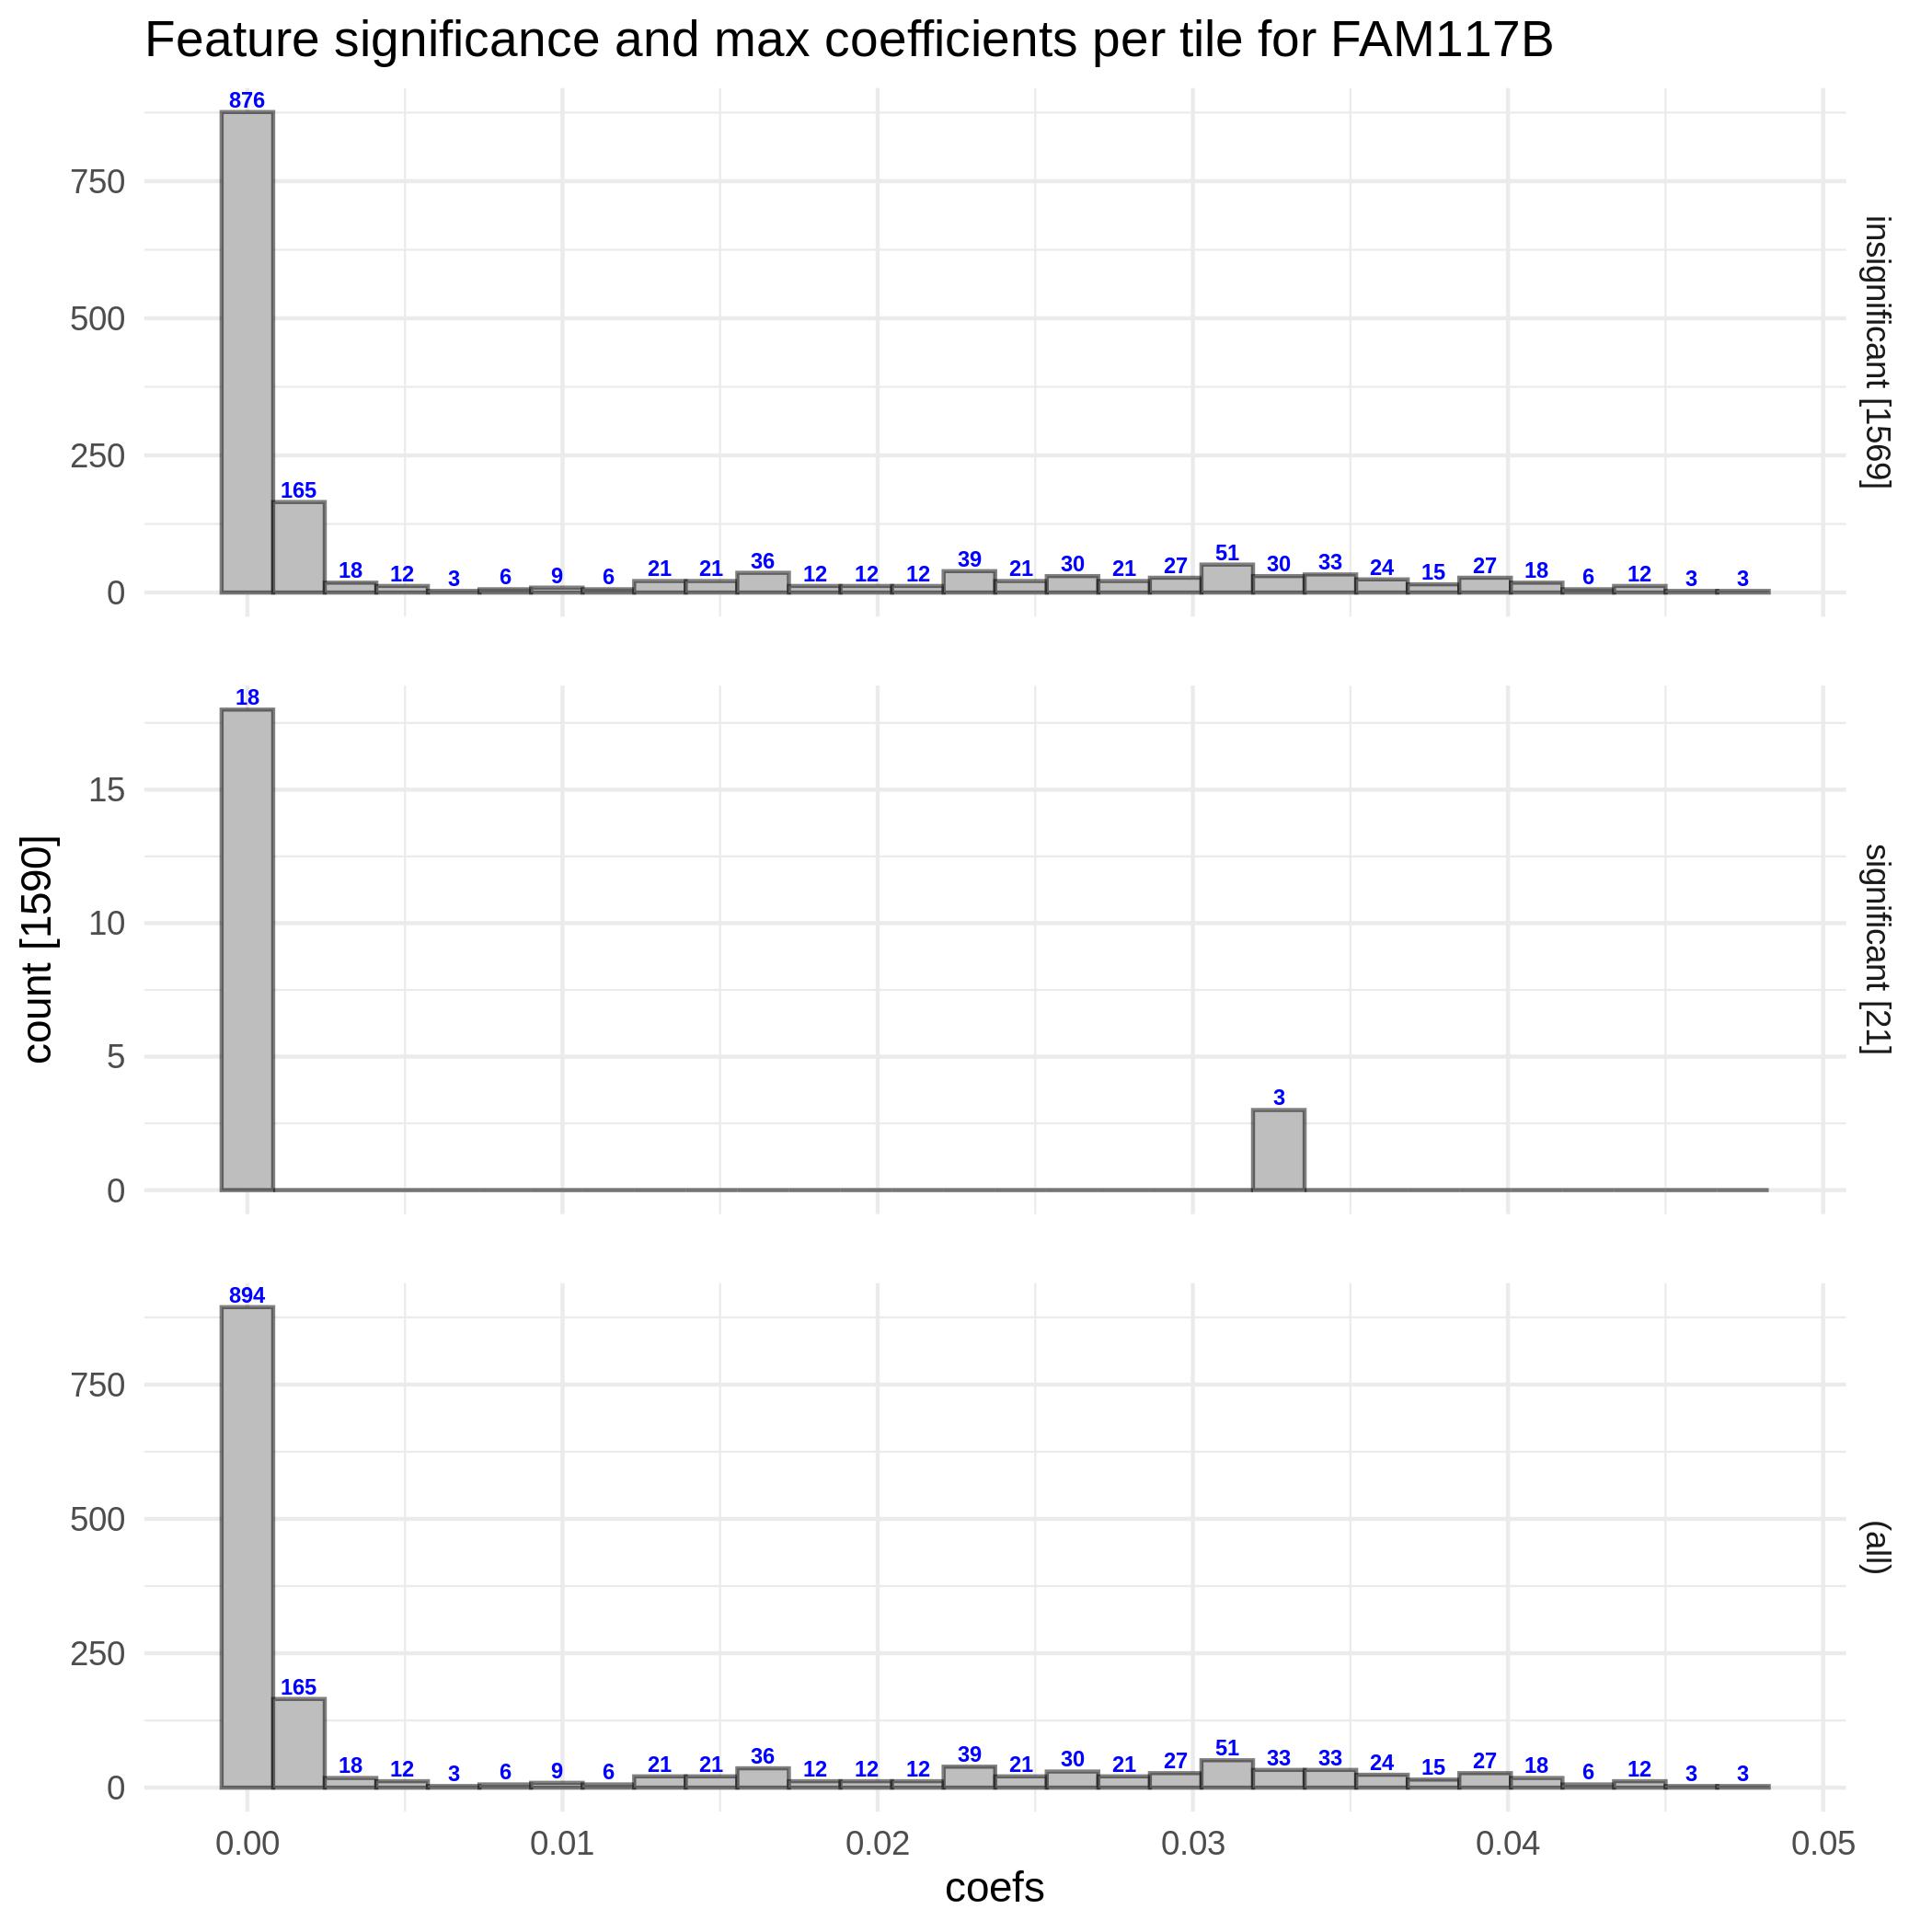 Feature significance and max coefficients per tile for FAM117B
876
750
500
250
0
165
18 12 3 6 9 6 21 21 36 12 12 12 39 21 30 21 27 51 30 33 24 15 27 18 6 12 3 3
insignificant [1569]
count [1590]
18
15
10
5
0
3
significant [21]
894
750
500
250
0
165
18 12 3 6 9 6 21 21 36 12 12 12 39 21 30 21 27 51 33 33 24 15 27 18 6 12 3 3
(all)
0.00 0.01 0.02 0.03 0.04 0.05
coefs